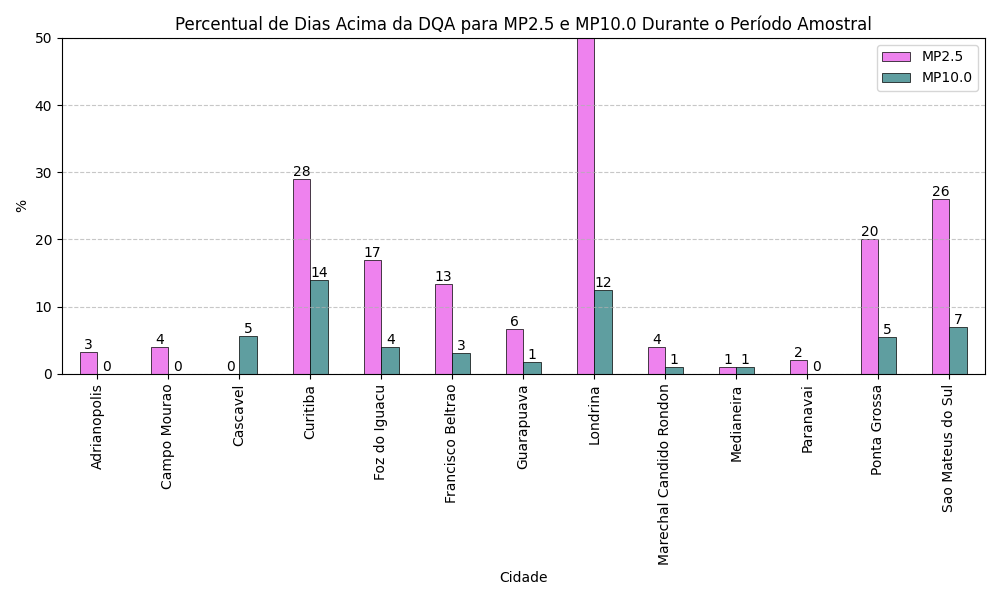 Percentual de Dias Acima da DQA para MP2.5 e MP10.0 Durante o Período Amostral
MP2.5
MP10.0
%
50
40
30
20
10
0
3
0
4
0
0
5
28
14
17
4
13
3
6
1
12
4
1
1
1
2
0
20
5
26
7
Adrianopolis
Campo Mourao
Cascavel
Curitiba
Foz do Iguacu
Francisco Beltrao
Guarapuava
Londrina
Marechal Candido Rondon
Medianeira
Paranavai
Ponta Grossa
Sao Mateus do Sul
Cidade